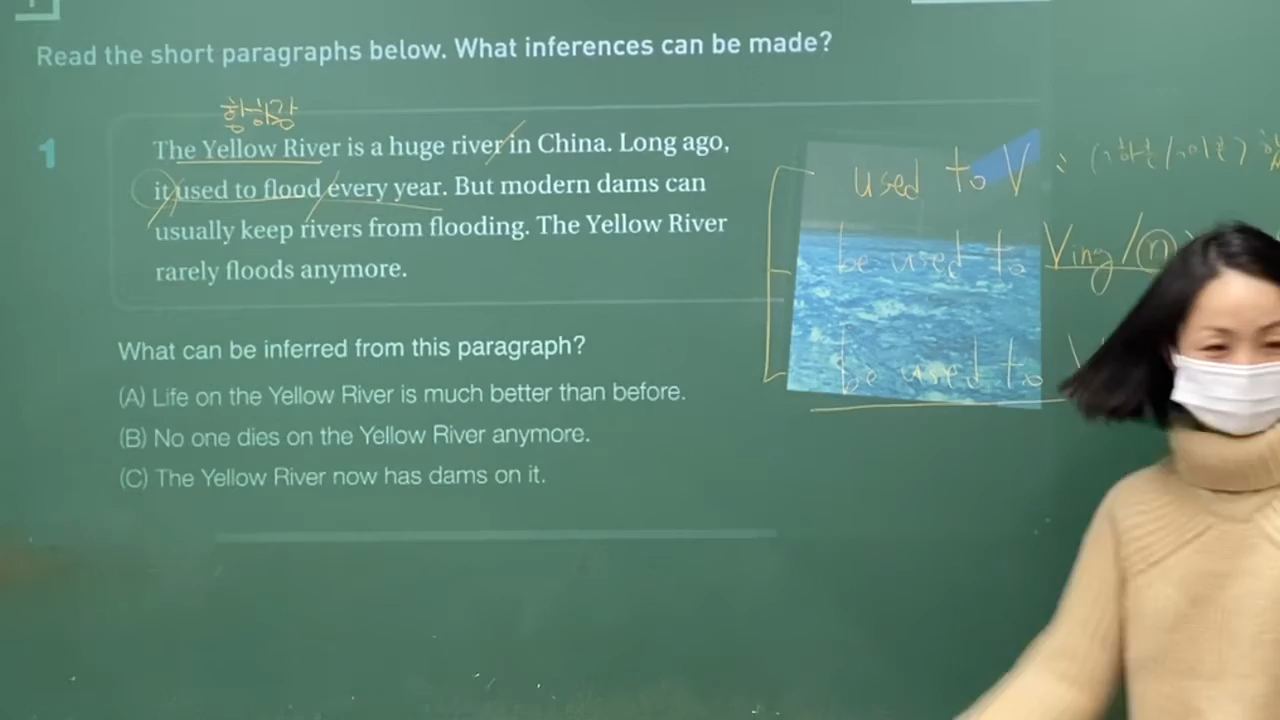 Read the short paragraphs below. What inferences can be made?
황하강
1
The Yellow River is a huge river in China. Long ago,
it used to flood every year. But modern dams can
usually keep rivers from flooding. The Yellow River
rarely floods anymore.
What can be inferred from this paragraph?
(A) Life on the Yellow River is much better than before.
(B) No one dies on the Yellow River anymore.
(C) The Yellow River now has dams on it.
used to V :
be used to Ving/n
be used to